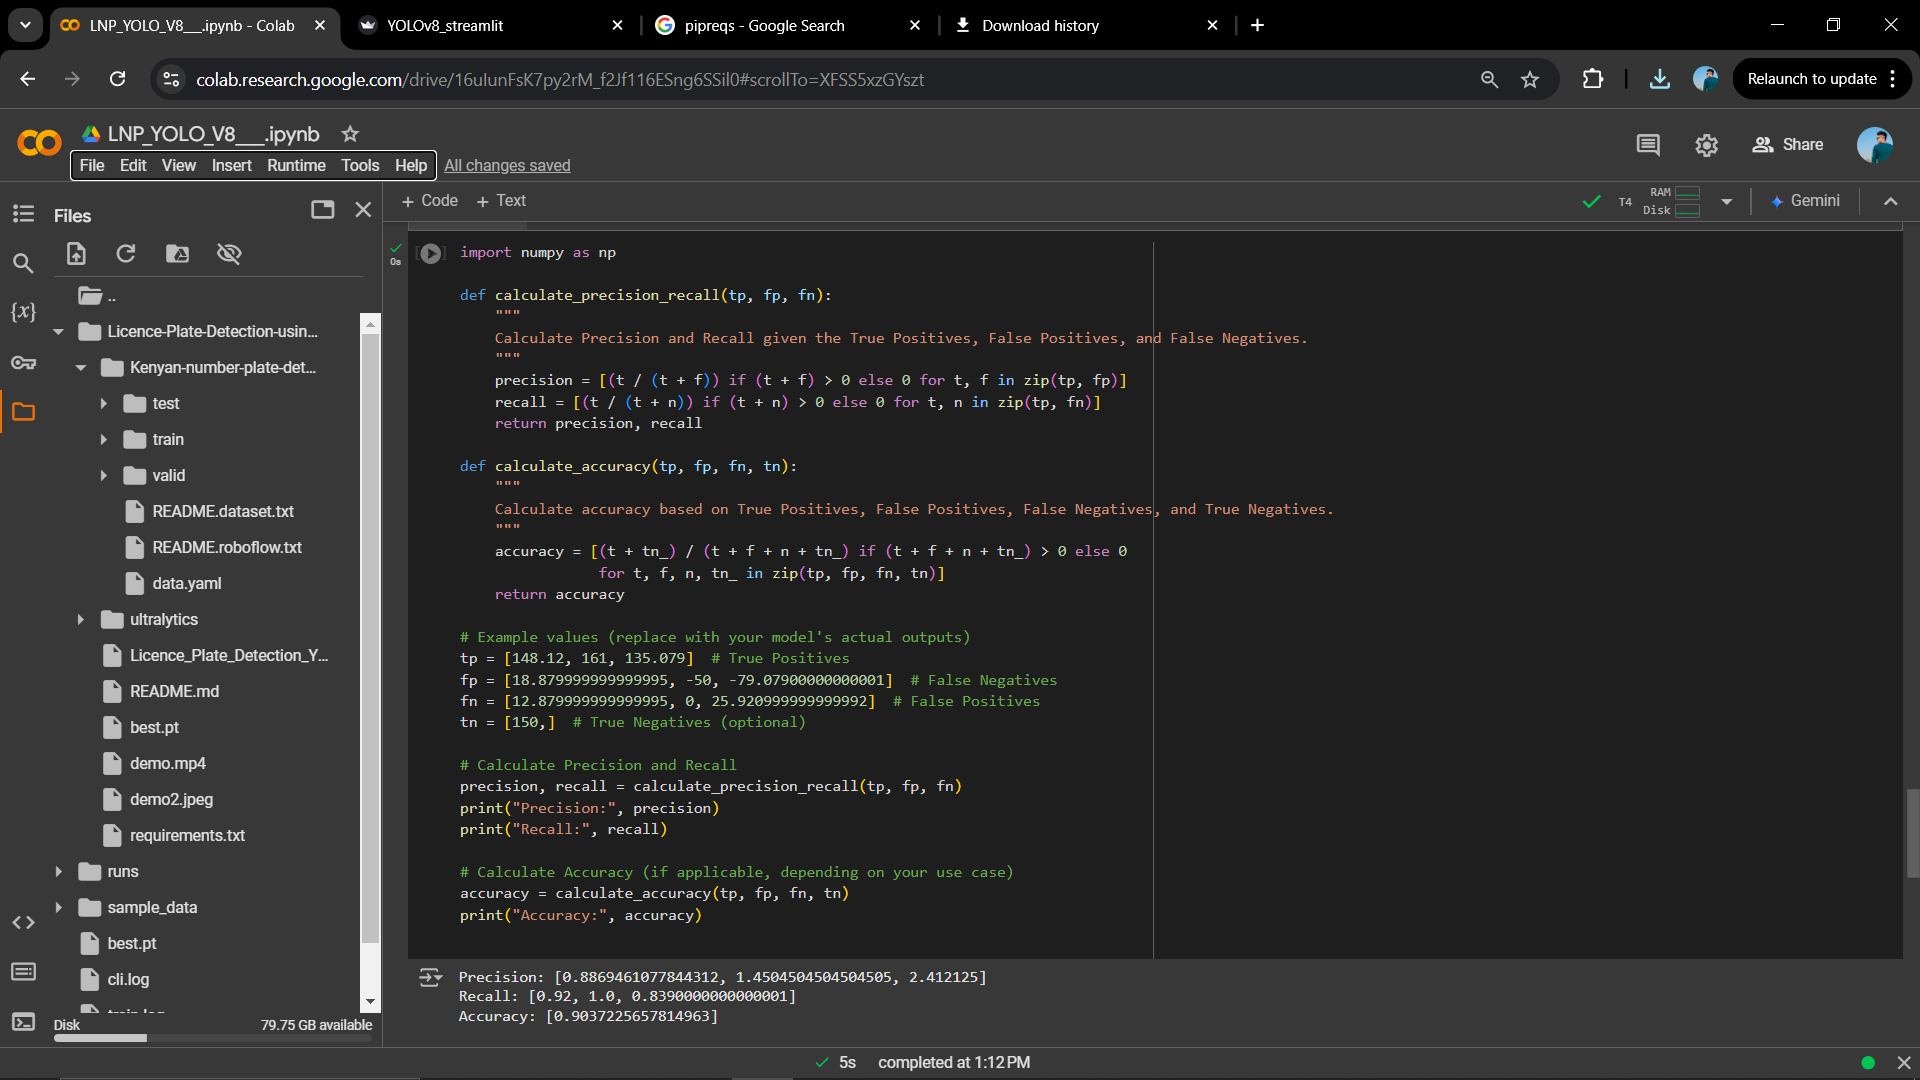 LNP_YOLO_V8___.ipynb - Colab
YOLOv8_streamlit
pipreqs - Google Search
Download history
colab.research.google.com/drive/16uIunFsK7py2rM_f2Jf116ESng6SSil0#scrollTo=XFSS5xzGYszt
Relaunch to update
LNP_YOLO_V8___.ipynb
File Edit View Insert Runtime Tools Help All changes saved
Share
Files
+ Code + Text
T4 RAM Disk
Gemini
..
Licence-Plate-Detection-usin...
Kenyan-number-plate-det...
test
train
valid
README.dataset.txt
README.roboflow.txt
data.yaml
ultralytics
Licence_Plate_Detection_Y...
README.md
best.pt
demo.mp4
demo2.jpeg
requirements.txt
runs
sample_data
best.pt
cli.log
Disk 79.75 GB available
0s
import numpy as np
def calculate_precision_recall(tp, fp, fn):
"""
Calculate Precision and Recall given the True Positives, False Positives, and False Negatives.
"""
precision = [(t / (t + f)) if (t + f) > 0 else 0 for t, f in zip(tp, fp)]
recall = [(t / (t + n)) if (t + n) > 0 else 0 for t, n in zip(tp, fn)]
return precision, recall
def calculate_accuracy(tp, fp, fn, tn):
"""
Calculate accuracy based on True Positives, False Positives, False Negatives, and True Negatives.
"""
accuracy = [(t + tn_) / (t + f + n + tn_) if (t + f + n + tn_) > 0 else 0
for t, f, n, tn_ in zip(tp, fp, fn, tn)]
return accuracy
# Example values (replace with your model's actual outputs)
tp = [148.12, 161, 135.079] # True Positives
fp = [18.879999999999995, -50, -79.07900000000001] # False Negatives
fn = [12.879999999999995, 0, 25.920999999999992] # False Positives
tn = [150,] # True Negatives (optional)
# Calculate Precision and Recall
precision, recall = calculate_precision_recall(tp, fp, fn)
print("Precision:", precision)
print("Recall:", recall)
# Calculate Accuracy (if applicable, depending on your use case)
accuracy = calculate_accuracy(tp, fp, fn, tn)
print("Accuracy:", accuracy)
Precision: [0.8869461077844312, 1.4504504504504505, 2.412125]
Recall: [0.92, 1.0, 0.8390000000000001]
Accuracy: [0.9037225657814963]
5s completed at 1:12 PM